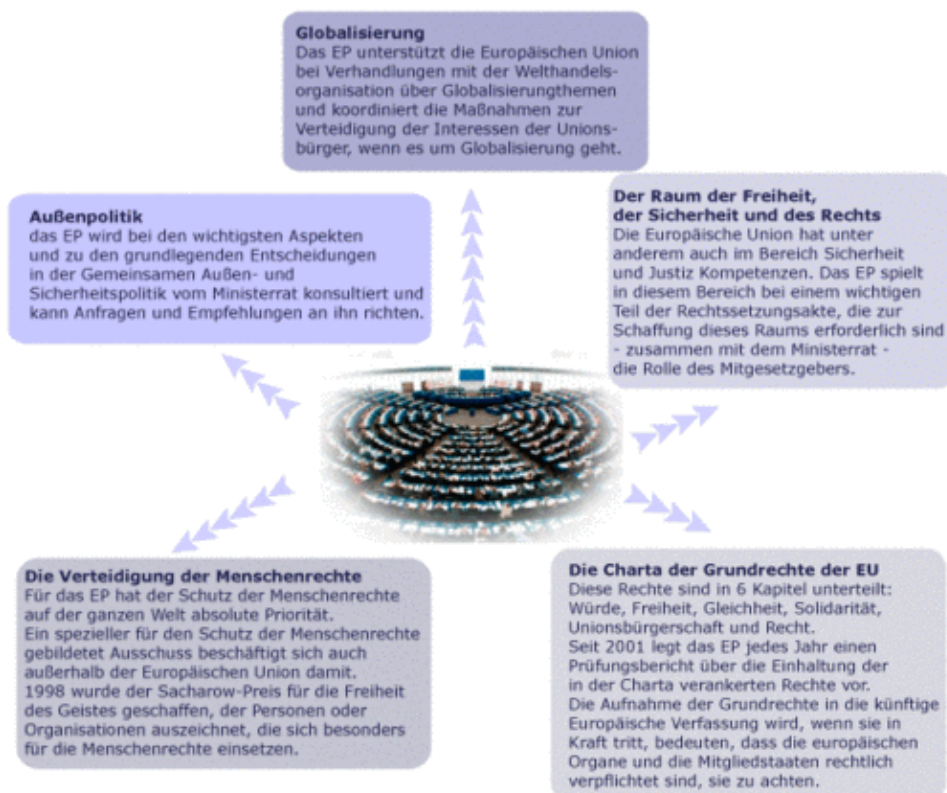 Globalisierung
Das EP unterstützt die Europäischen Union
bei Verhandlungen mit der Welthandels-
organisation über Globalisierungthemen
und koordiniert die Maßnahmen zur
Verteidigung der Interessen der Unions-
bürger, wenn es um Globalisierung geht.
Außenpolitik
das EP wird bei den wichtigsten Aspekten
und zu den grundlegenden Entscheidungen
in der Gemeinsamen Außen- und
Sicherheitspolitik vom Ministerrat konsultiert und
kann Anfragen und Empfehlungen an ihn richten.
Der Raum der Freiheit,
der Sicherheit und des Rechts
Die Europäische Union hat unter
anderem auch im Bereich Sicherheit
und Justiz Kompetenzen. Das EP spielt
in diesem Bereich bei einem wichtigen
Teil der Rechtssetzungsakte, die zur
Schaffung dieses Raums erforderlich sind
- zusammen mit dem Ministerrat -
die Rolle des Mitgesetzgebers.
Die Verteidigung der Menschenrechte
Für das EP hat der Schutz der Menschenrechte
auf der ganzen Welt absolute Priorität.
Ein spezieller für den Schutz der Menschenrechte
gebildetet Ausschuss beschäftigt sich auch
außerhalb der Europäischen Union damit.
1998 wurde der Sacharow-Preis für die Freiheit
des Geistes geschaffen, der Personen oder
Organisationen auszeichnet, die sich besonders
für die Menschenrechte einsetzen.
Die Charta der Grundrechte der EU
Diese Rechte sind in 6 Kapitel unterteilt:
Würde, Freiheit, Gleichheit, Solidarität,
Unionsbürgerschaft und Recht.
Seit 2001 legt das EP jedes Jahr einen
Prüfungsbericht über die Einhaltung der
in der Charta verankerten Rechte vor.
Die Aufnahme der Grundrechte in die künftige
Europäische Verfassung wird, wenn sie in
Kraft tritt, bedeuten, dass die europäischen
Organe und die Mitgliedstaaten rechtlich
verpflichtet sind, sie zu achten.